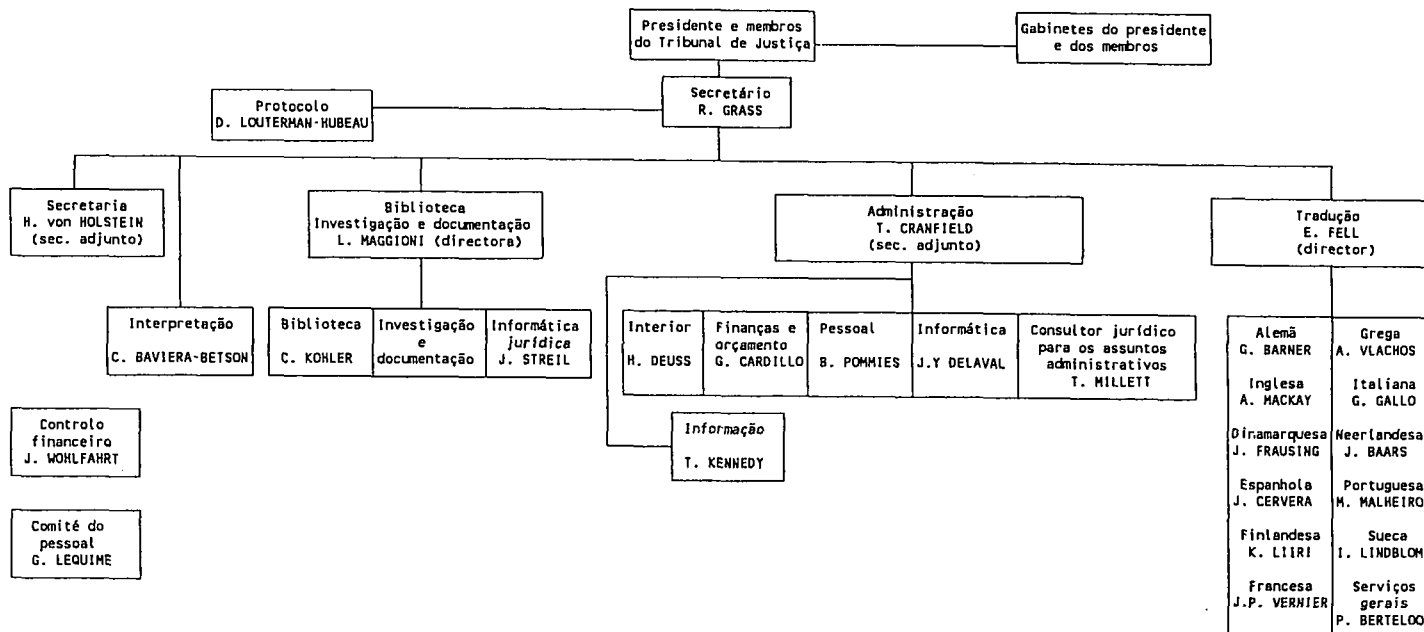 Presidente e membros
do Tribunal de Justiça
Gabinetes do presidente
e dos membros
Secretário
R. GRASS
Protocolo
D. LOUTERMAN-HUBEAU
Secretaria
H. von HOLSTEIN
(sec. adjunto)
Biblioteca
Investigação e documentação
L. MAGGIONI (directora)
Administração
T. CRANFIELD
(sec. adjunto)
Tradução
E. FELL
(director)
Interpretação
C. BAVIERA-BETSON
Biblioteca
C. KOHLER
Investigação
e
documentação
Informática
jurídica
J. STREIL
Interior
H. DEUSS
Finanças e
orçamento
G. CARDILLO
Pessoal
B. POMMIES
Informática
J.Y DELAVAL
Consultor jurídico
para os assuntos
administrativos
T. MILLETT
Informação
T. KENNEDY
Controlo
financeiro
J. WOHLFAHRT
Comité do
pessoal
G. LEQUIME
Alemã
G. BARNER
Inglesa
A. MACKAY
Dinamarquesa
J. FRAUSING
Espanhola
J. CERVERA
Finlandesa
K. LIIRI
Francesa
J.P. VERNIER
Grega
A. VLACHOS
Italiana
G. GALLO
Neerlandesa
J. BAARS
Portuguesa
M. MALHEIRO
Sueca
I. LINDBLOM
Serviços
gerais
P. BERTELOO